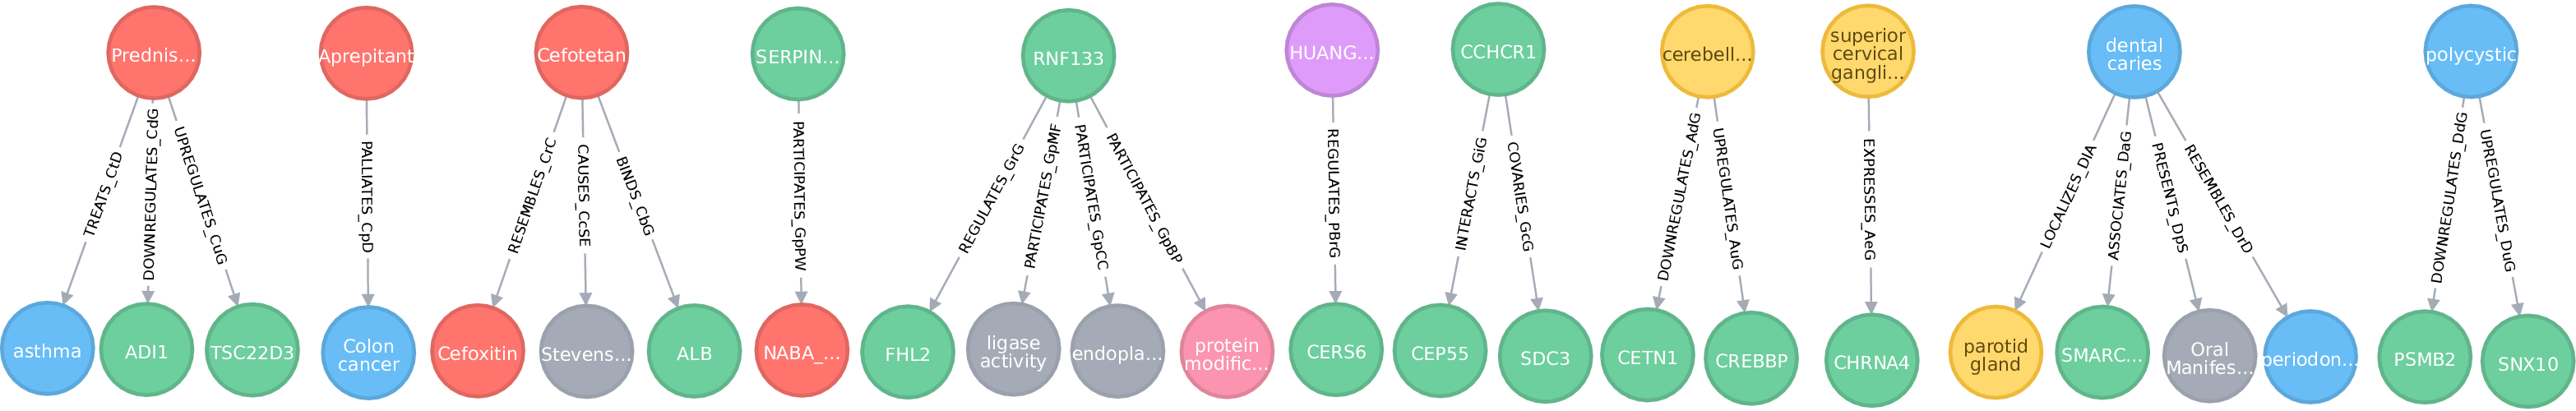 Prednis...
Aprepitant
Cefotetan
SERPIN...
RNF133
HUANG...
CCHCR1
cerebell...
superior
cervical
gangli...
dental
caries
polycystic
TREATS_CtD
DOWNREGULATES_CdG
UPREGULATES_CuG
PALLIATES_CpD
RESEMBLES_CrC
CAUSES_CcSE
BINDS_CbG
PARTICIPATES_GpPW
REGULATES_GrG
PARTICIPATES_GpMF
PARTICIPATES_GpCC
PARTICIPATES_GpBP
REGULATES_PBrG
INTERACTS_GiG
COVARIES_GcG
DOWNREGULATES_AdG
UPREGULATES_AuG
EXPRESSES_AeG
LOCALIZES_DlA
ASSOCIATES_DaG
PRESENTS_DpS
RESEMBLES_DrD
DOWNREGULATES_DdG
UPREGULATES_DuG
asthma
ADI1
TSC22D3
Colon
cancer
Cefoxitin
Stevens...
ALB
NABA_...
FHL2
ligase
activity
endopla...
protein
modific...
CERS6
CEP55
SDC3
CETN1
CREBBP
CHRNA4
parotid
gland
SMARC...
Oral
Manifes...
periodon...
PSMB2
SNX10